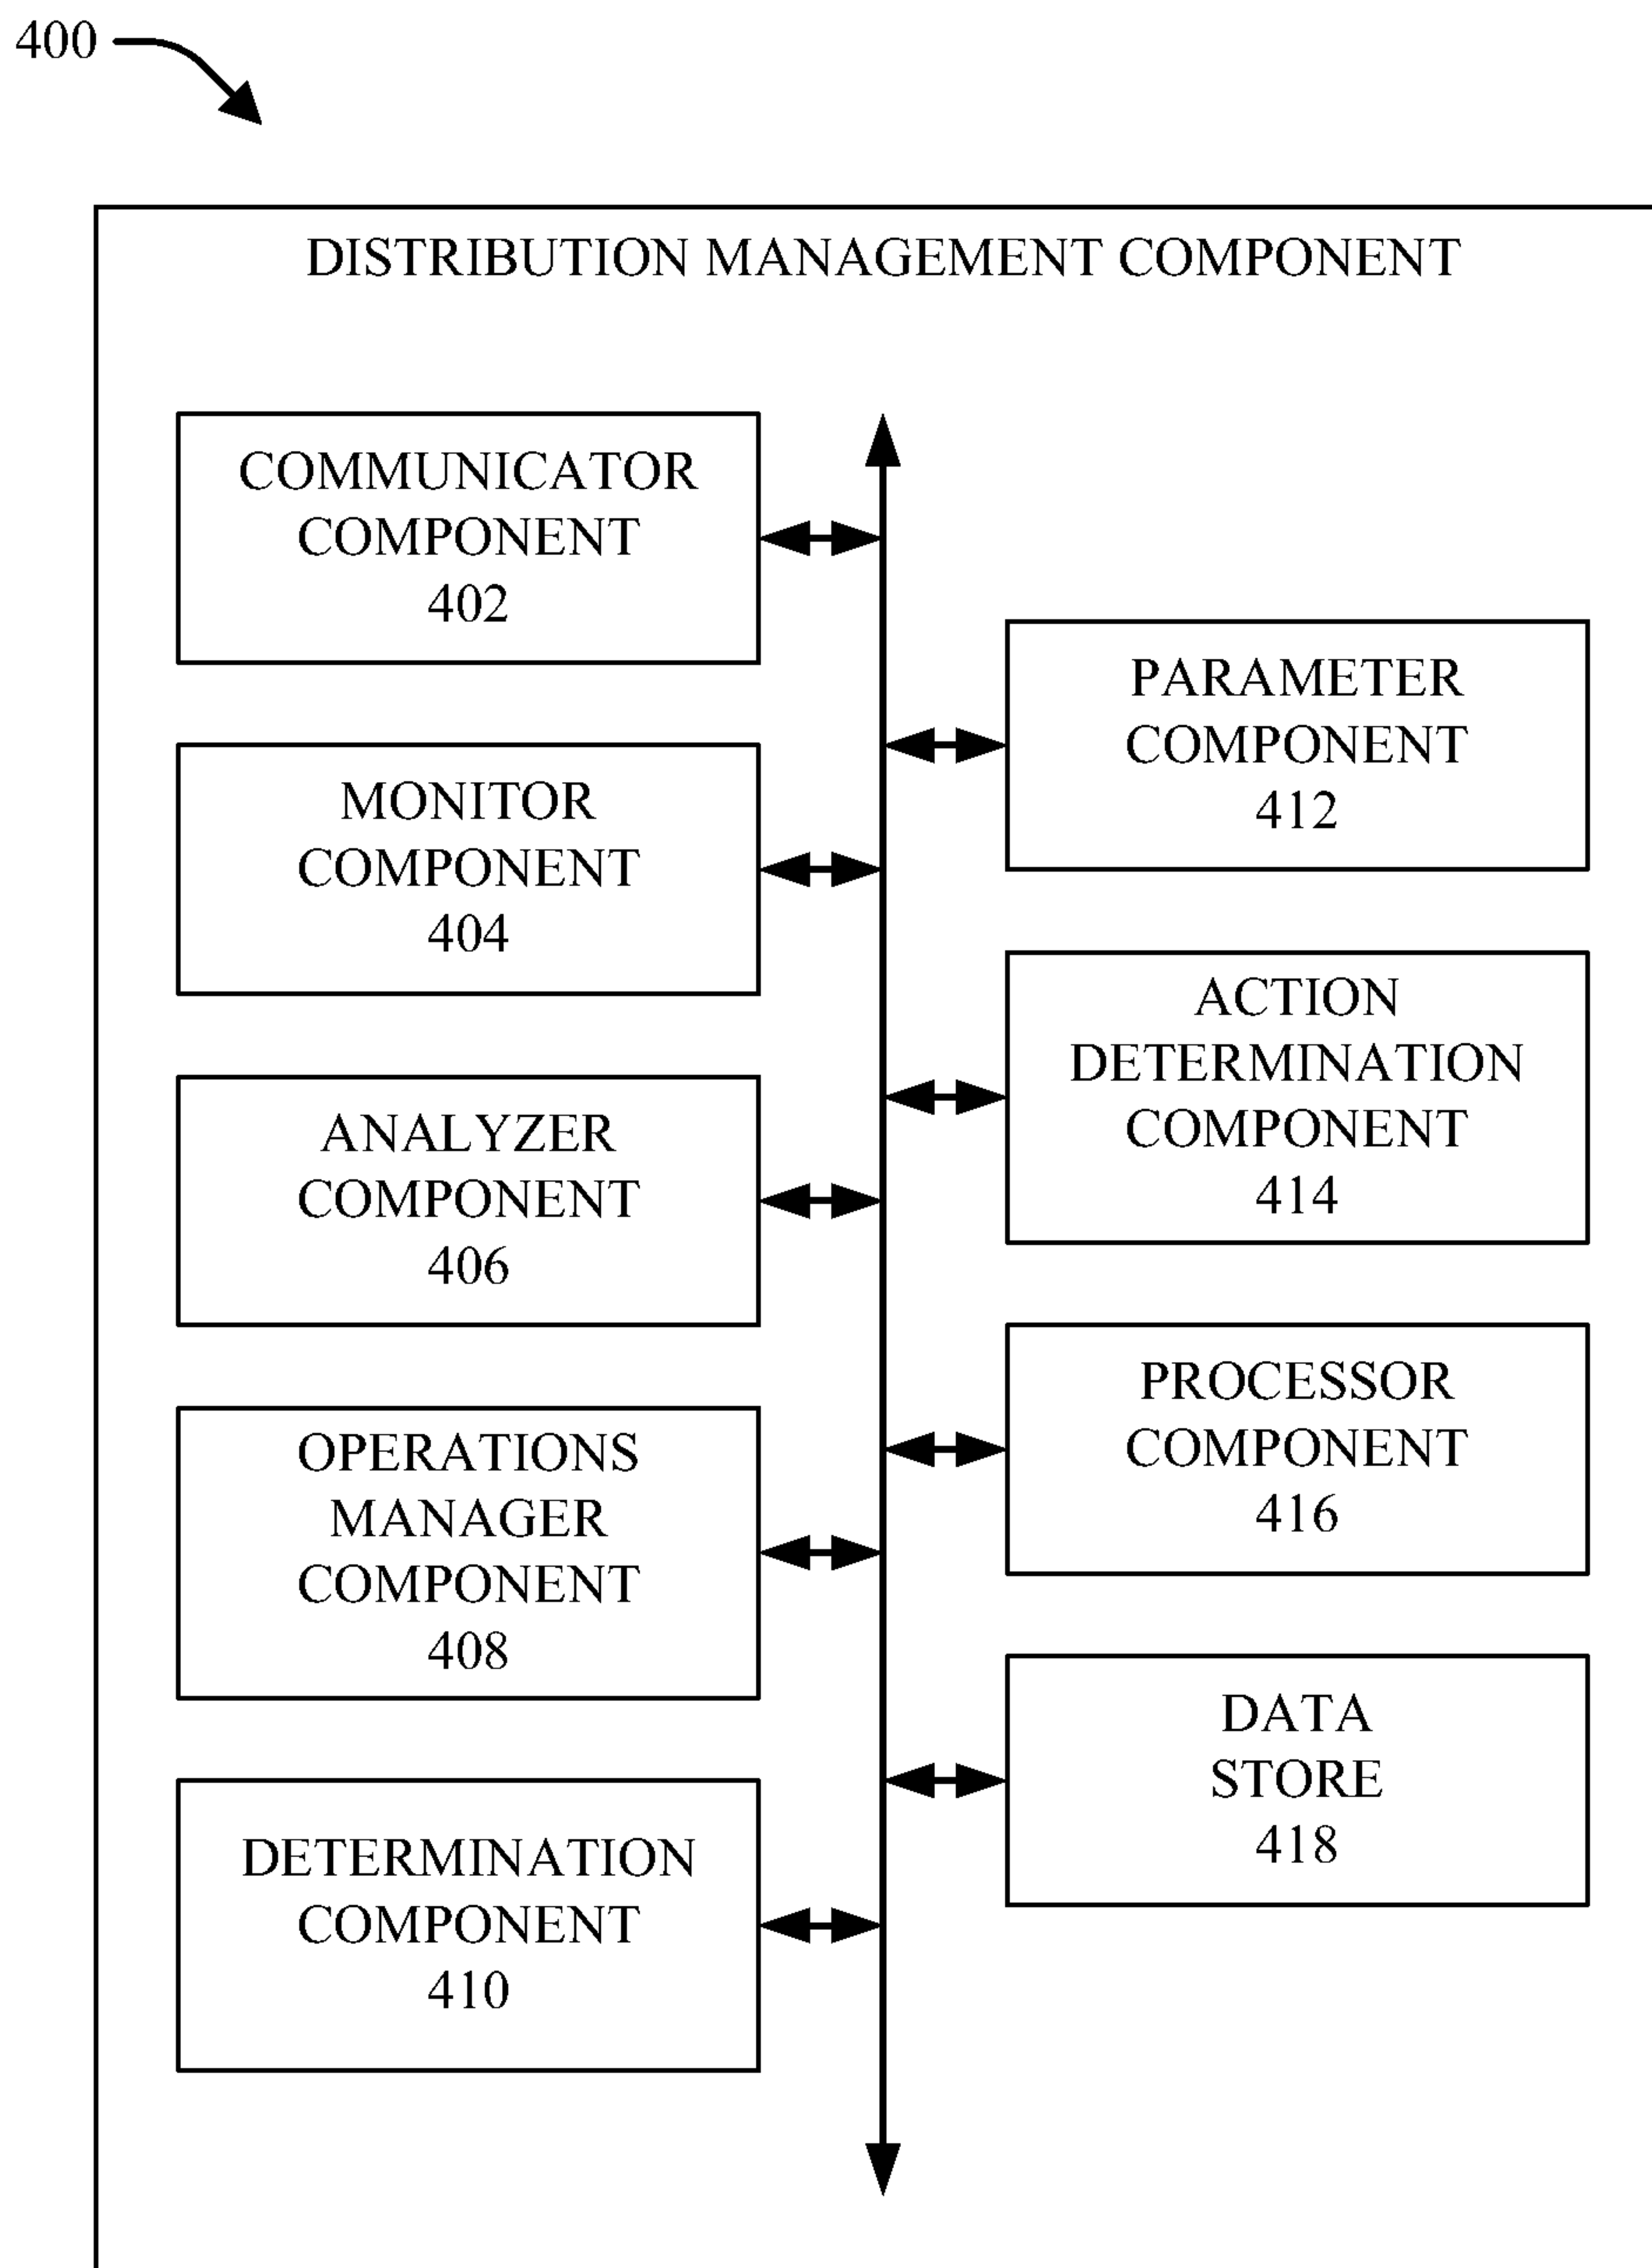 400
DISTRIBUTION MANAGEMENT COMPONENT
COMMUNICATOR
COMPONENT
402
MONITOR
COMPONENT
404
ANALYZER
COMPONENT
406
OPERATIONS
MANAGER
COMPONENT
408
DETERMINATION
COMPONENT
410
PARAMETER
COMPONENT
412
ACTION
DETERMINATION
COMPONENT
414
PROCESSOR
COMPONENT
416
DATA
STORE
418